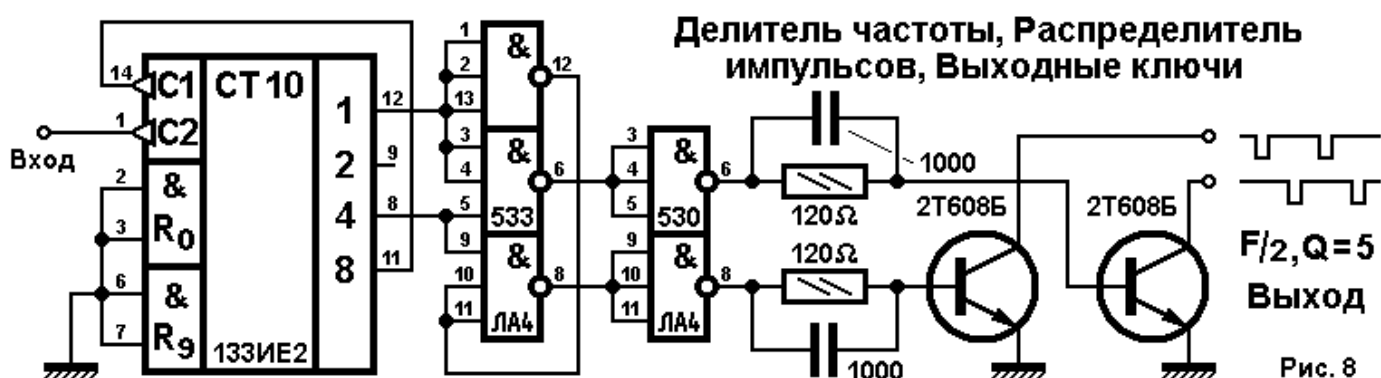 Делитель частоты, Распределитель
импульсов, Выходные ключи
14
C1
CT10
1
C2
Вход
2
&
R0
3
6
&
R9
7
133ИЕ2
1
12
2
9
4
8
8
11
1
&
2
13
12
3
&
4
6
5
533
9
&
10
8
11
ЛА4
3
&
4
6
5
530
9
&
10
8
11
ЛА4
1000
120Ω
2Т608Б
2Т608Б
120Ω
1000
F/2, Q=5
Выход
Рис. 8